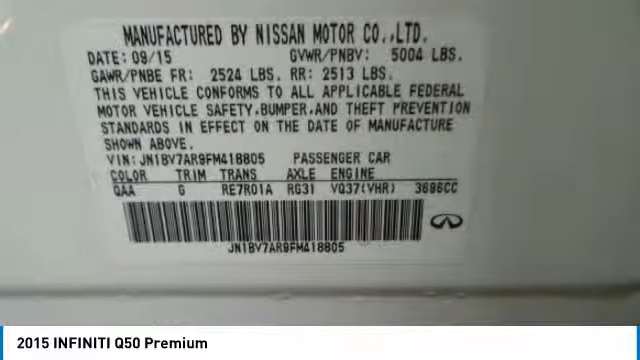 MANUFACTURED BY NISSAN MOTOR CO.,LTD.
DATE: 09/15 GVWR/PNBV: 5004 LBS.
GAWR/PNBE FR: 2524 LBS. RR: 2513 LBS.
THIS VEHICLE CONFORMS TO ALL APPLICABLE FEDERAL
MOTOR VEHICLE SAFETY,BUMPER,AND THEFT PREVENTION
STANDARDS IN EFFECT ON THE DATE OF MANUFACTURE
SHOWN ABOVE.
VIN: JN1BV7AR9FM418805 PASSENGER CAR
COLOR TRIM TRANS AXLE ENGINE
QAA G RE7R01A RG31 VQ37(VHR) 3696CC
JN1BV7AR9FM418805
2015 INFINITI Q50 Premium